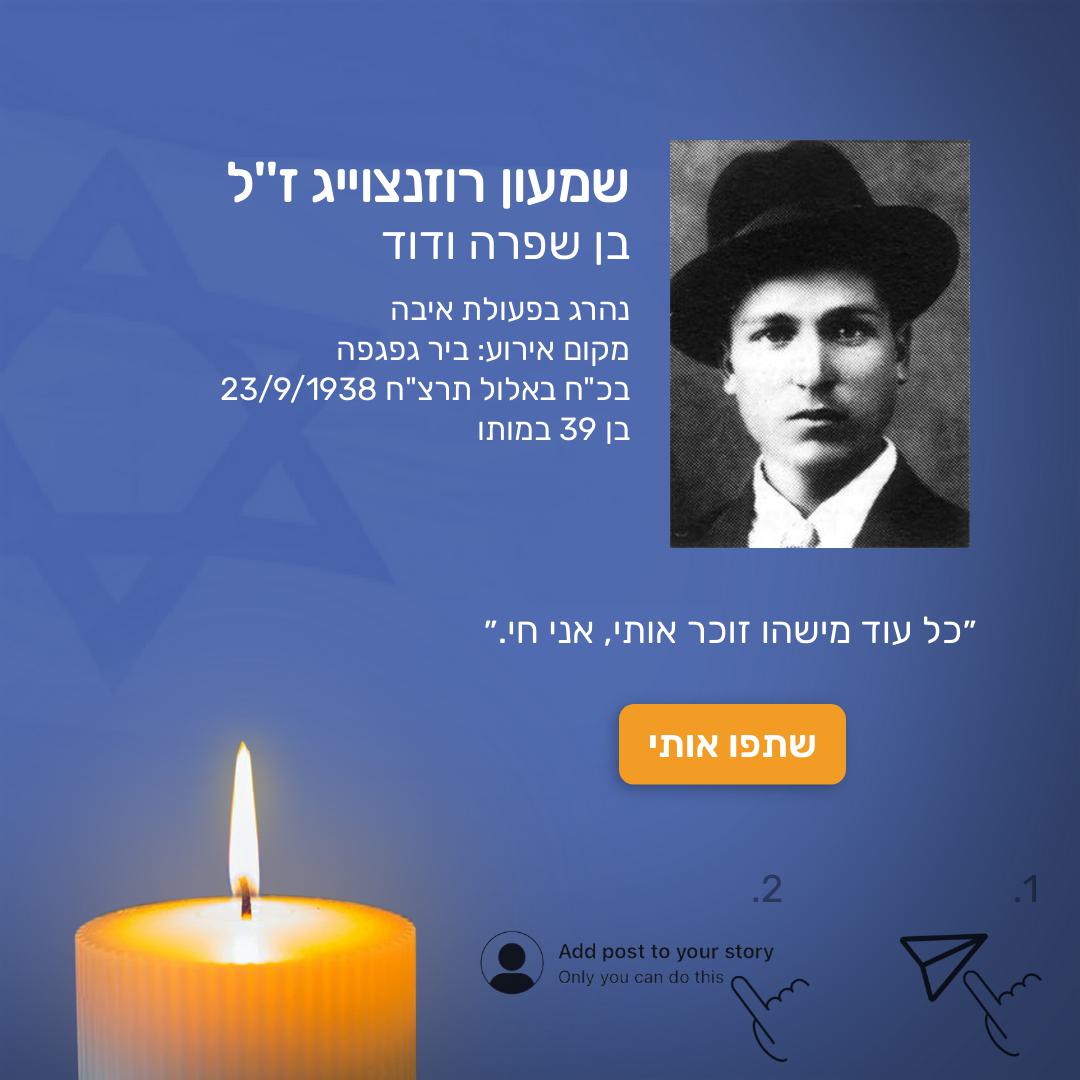 שמעון רוזנצוייג ז"ל
בן שפרה ודוד
נהרג בפעולת איבה
מקום אירוע: ביר גפגפה
בכ"ח באלול תרצ"ח 23/9/1938
בן 39 במותו
״כל עוד מישהו זוכר אותי, אני חי.״
שתפו אותי
.1
.2
Add post to your story
Only you can do this